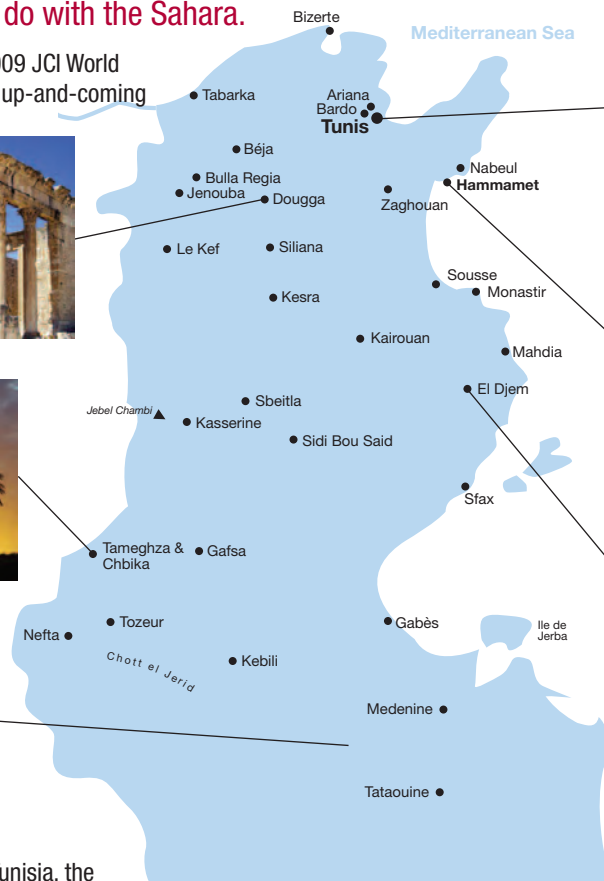 do with the Sahara.
009 JCI World
up-and-coming
Bizerte
Mediterranean Sea
Tabarka
Ariana
Bardo
Tunis
Béja
Bulla Regia
Jenouba
Dougga
Nabeul
Hammamet
Zaghouan
Le Kef
Siliana
Sousse
Monastir
Kesra
Kairouan
Mahdia
El Djem
Sbeitla
Jebel Chambi
Kasserine
Sidi Bou Said
Sfax
Tameghza &
Chbika
Gafsa
Tozeur
Nefta
Gabès
Ile de
Jerba
Chott el Jerid
Kebili
Medenine
Tataouine
unisia, the